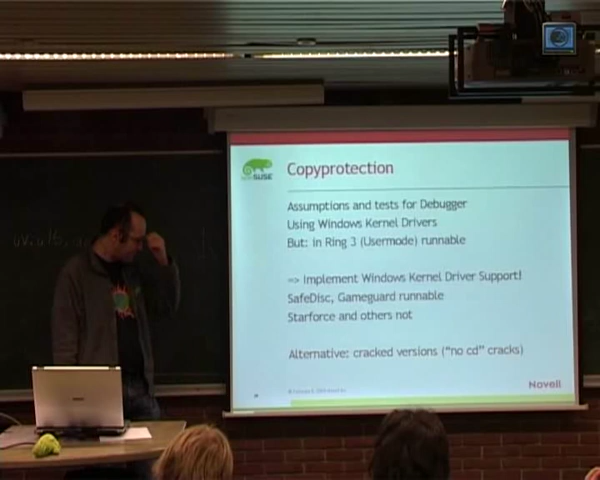 Copyprotection
SUSE
Assumptions and tests for Debugger
Using Windows Kernel Drivers
But: in Ring 3 (Usermode) runnable
=> Implement Windows Kernel Driver Support!
SafeDisc, Gameguard runnable
Starforce and others not
Alternative: cracked versions ("no cd" cracks)
Novell